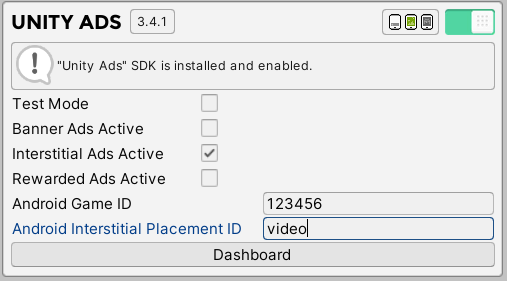 UNITY ADS 3.4.1
"Unity Ads" SDK is installed and enabled.
Test Mode
Banner Ads Active
Interstitial Ads Active
Rewarded Ads Active
Android Game ID 123456
Android Interstitial Placement ID video
Dashboard